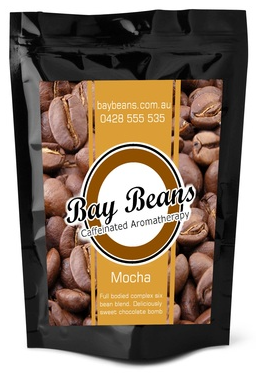 baybeans.com.au
0428 555 535
Bay Beans
Caffeinated Aromatherapy
Mocha
Full bodied complex six
bean blend. Deliciously
sweet chocolate bomb